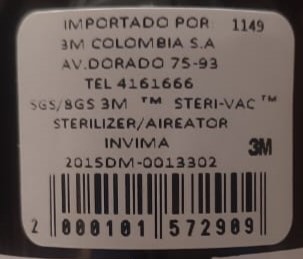 IMPORTADO POR 1149
3M COLOMBIA S.A
AV.DORADO 75-93
TEL 4161666
5GS/8GS 3M ™ STERI-VAC ™
STERILIZER/AIREATOR
INVIMA
2015DM-0013302
3M
2 000101 572909